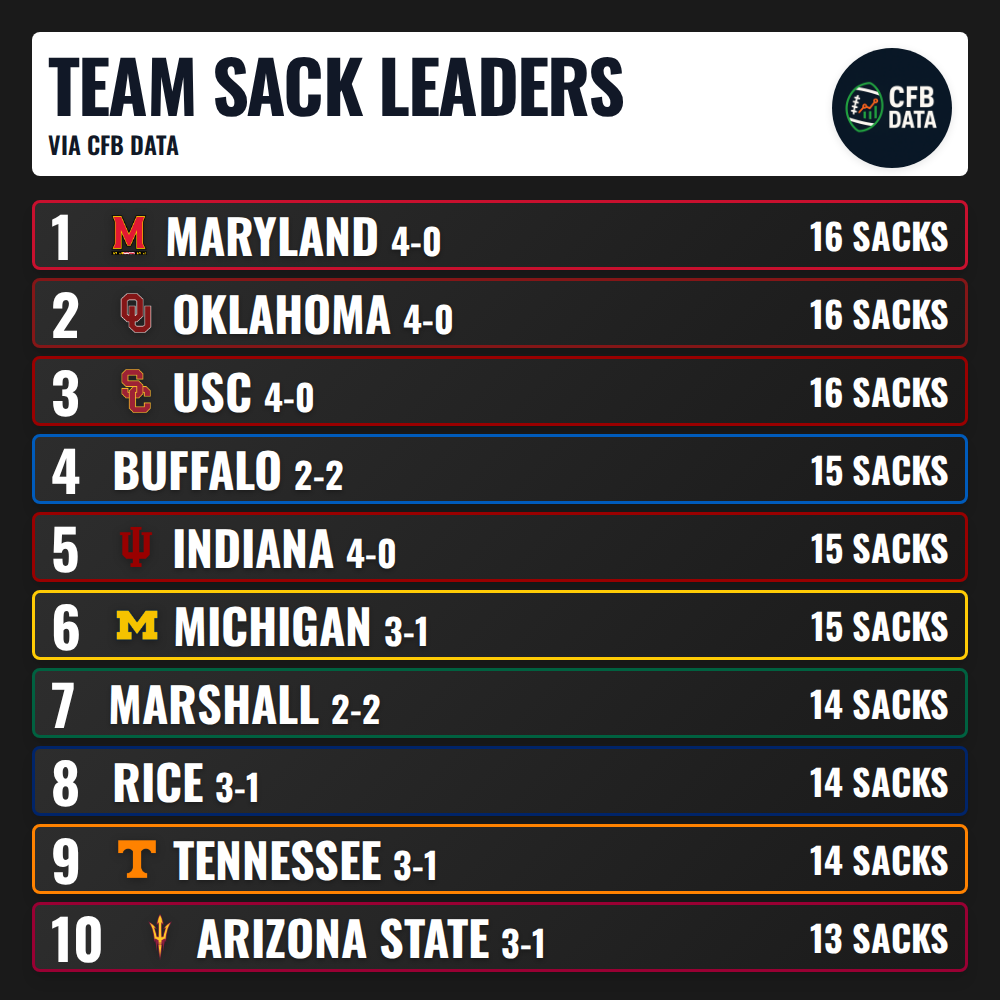 TEAM SACK LEADERS
VIA CFB DATA
CFB
DATA
1 M MARYLAND 4-0 16 SACKS
2 OU OKLAHOMA 4-0 16 SACKS
3 SC USC 4-0 16 SACKS
4 BUFFALO 2-2 15 SACKS
5 IU INDIANA 4-0 15 SACKS
6 M MICHIGAN 3-1 15 SACKS
7 MARSHALL 2-2 14 SACKS
8 RICE 3-1 14 SACKS
9 T TENNESSEE 3-1 14 SACKS
10 ARIZONA STATE 3-1 13 SACKS